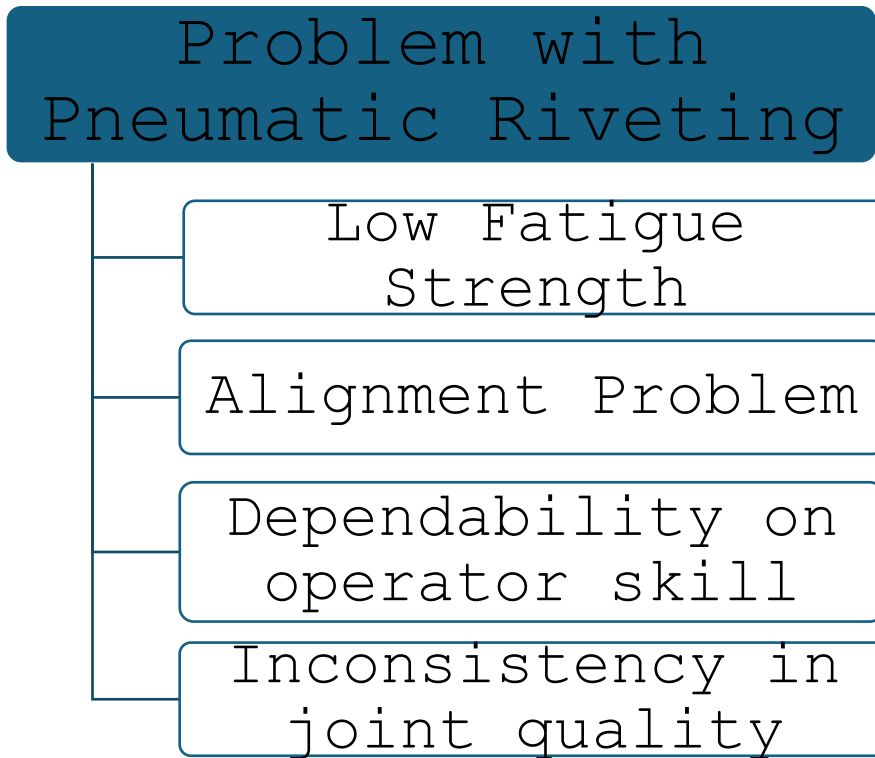 Problem with
Pneumatic Riveting
Low Fatigue
Strength
Alignment Problem
Dependability on
operator skill
Inconsistency in
joint quality